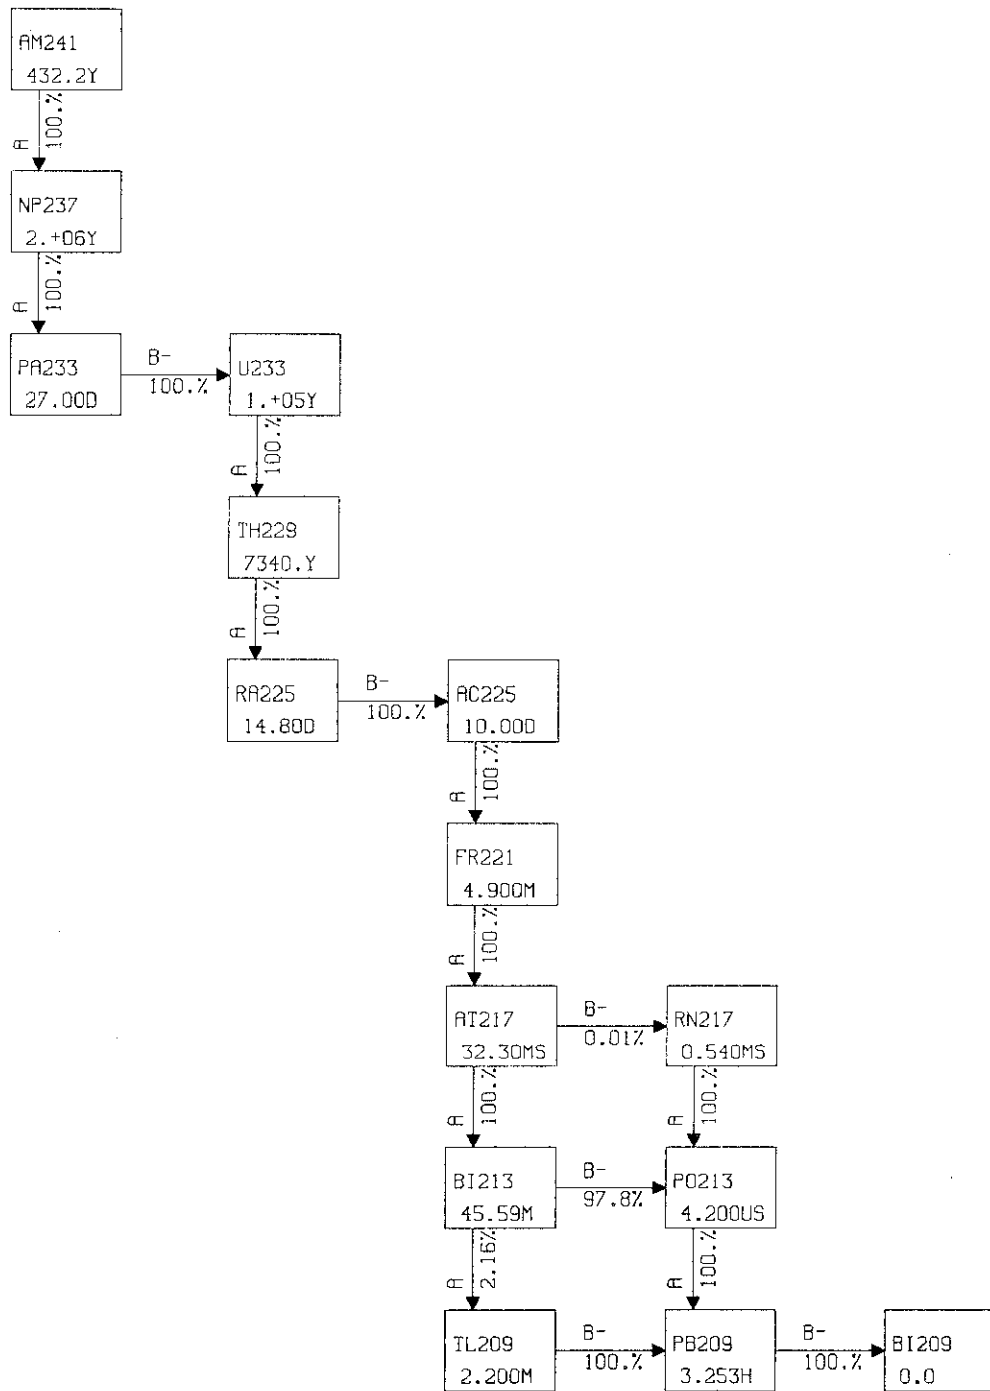 AM241
432.2Y
A
100.%
NP237
2.+06Y
A
100.%
PA233
27.00D
B-
100.%
U233
1.+05Y
A
100.%
TH229
7340.Y
A
100.%
RA225
14.80D
B-
100.%
AC225
10.00D
A
100.%
FR221
4.900M
A
100.%
AT217
32.30MS
B-
0.01%
RN217
0.540MS
A
100.%
A
100.%
BI213
45.59M
B-
97.8%
PO213
4.200US
A
2.16%
A
100.%
TL209
2.200M
B-
100.%
PB209
3.253H
B-
100.%
BI209
0.0